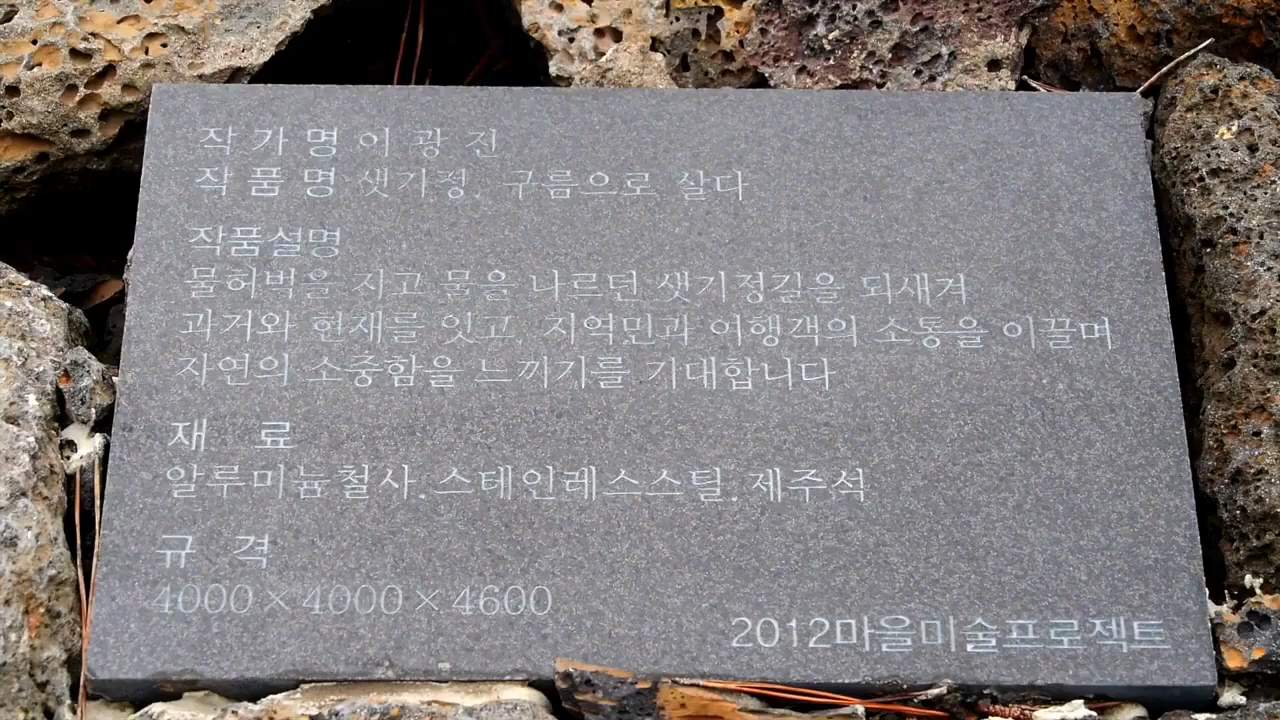 작 가 명 이 광 진
작 품 명 샛기정, 구름으로 살다
작품설명
물허벅을 지고 물을 나르던 샛기정길을 되새겨
과거와 현재를 잇고, 지역민과 여행객의 소통을 이끌며
자연의 소중함을 느끼기를 기대합니다
재 료
알루미늄철사.스테인레스스틸.제주석
규 격
4000×4000×4600
2012마을미술프로젝트